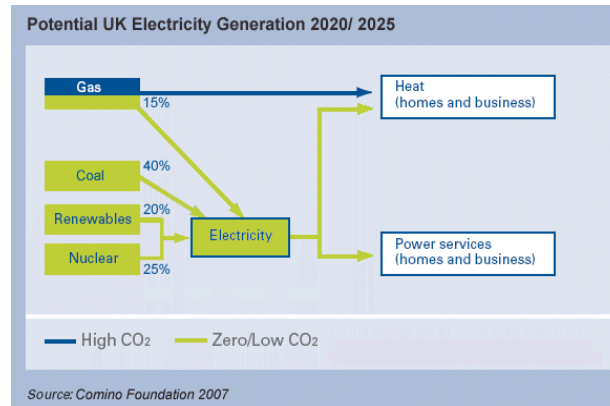 Potential UK Electricity Generation 2020/ 2025
Gas
15%
Heat
(homes and business)
Coal
40%
Renewables
20%
Electricity
Nuclear
25%
Power services
(homes and business)
High CO₂
Zero/Low CO₂
Source: Comino Foundation 2007